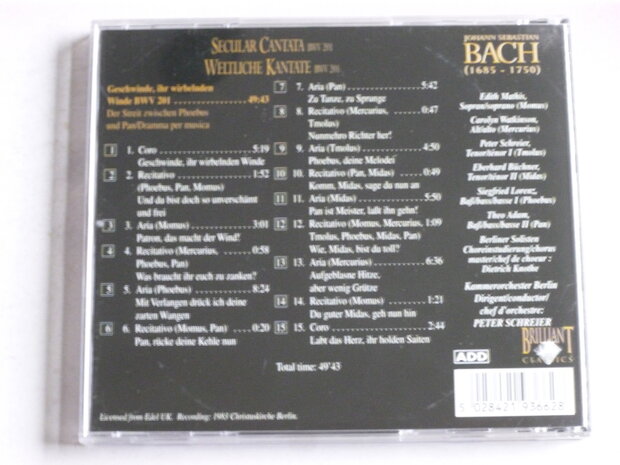 SECULAR CANTATA BWV 201
WELTLICHE KANTATE BWV 201
Geschwinde, ihr wirbelnden
Winde BWV 201 ........................ 49:43
Der Streit zwischen Phoebus
und Pan/Dramma per musica
1 1. Coro ........................ 5:19
Geschwinde, ihr wirbelnden Winde
2 2. Recitativo ........................ 1:52
(Phoebus, Pan, Momus)
Und du bist doch so unverschämt
und frei
3 3. Aria (Momus) ........................ 3:01
Patron, das macht der Wind!
4 4. Recitativo (Mercurius, ........ 0:58
Phoebus, Pan)
Was braucht ihr euch zu zanken?
5 5. Aria (Phoebus) ........................ 8:24
Mit Verlangen drück ich deine
zarten Wangen
6 6. Recitativo (Momus, Pan) ........ 0:20
Pan, rücke deine Kehle nun
7 7. Aria (Pan) ........................ 5:42
Zu Tanze, zu Sprunge
8 8. Recitativo (Mercurius, ........ 0:47
Tmolus)
Nunmehro Richter her!
9 9. Aria (Tmolus) ........................ 4:50
Phoebus, deine Melodei
10 10. Recitativo (Pan, Midas) ........ 0:49
Komm, Midas, sage du nun an
11 11. Aria (Midas) ........................ 5:50
Pan ist Meister, laßt ihn gehn!
12 12. Recitativo (Momus, Mercurius, 1:09
Tmolus, Phoebus, Midas, Pan)
Wie, Midas, bist du toll?
13 13. Aria (Mercurius) ........................ 6:36
Aufgeblasne Hitze,
aber wenig Grütze
14 14. Recitativo (Momus) ........................ 1:21
Du guter Midas, geh nun hin
15 15. Coro ........................ 2:44
Labt das Herz, ihr holden Saiten
Total time: 49'43
JOHANN SEBASTIAN
BACH
(1685 - 1750)
Edith Mathis,
Sopran/soprano (Momus)
Carolyn Watkinson,
Alt/alto (Mercurius)
Peter Schreier,
Tenor/ténor I (Tmolus)
Eberhard Büchner,
Tenor/ténor II (Midas)
Siegfried Lorenz,
Baß/bass/basse I (Phoebus)
Theo Adam,
Baß/bass/basse II (Pan)
Berliner Solisten
Choreinstudierung/chorus
master/chef de choeur :
Dietrich Knothe
Kammerorchester Berlin
Dirigent/conductor/
chef d'orchestre:
PETER SCHREIER
BRILLIANT
CLASSICS
ADD
5 028421 936628
Licensed from Edel UK. Recording: 1983 Christuskirche Berlin.